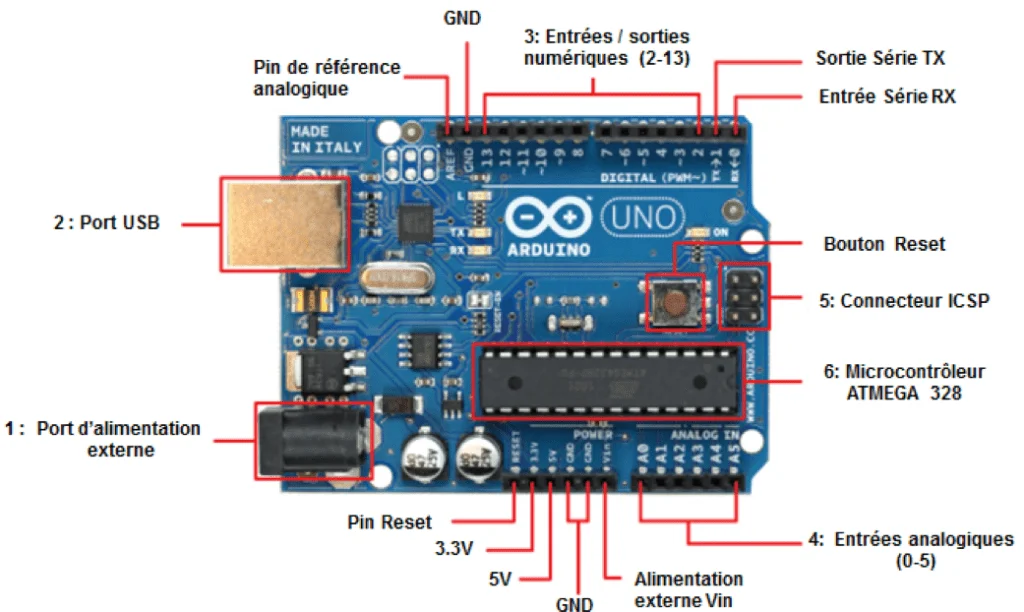 GND
3: Entrées / sorties
numériques (2-13)
Sortie Série TX
Pin de référence
analogique
Entrée Série RX
MADE
IN ITALY
AREF
GND
13
12
~11
~10
~9
8
7
~6
~5
4
~3
2
TX→1
RX←0
DIGITAL (PWM~)
L
TX
RX
ARDUINO
UNO
ON
2 : Port USB
Bouton Reset
RESET-EN
5: Connecteur ICSP
6: Microcontrôleur
ATMEGA 328
1 : Port d'alimentation
externe
POWER
ANALOG IN
RESET
3.3V
5V
GND
GND
Vin
A0
A1
A2
A3
A4
A5
Pin Reset
3.3V
5V
GND
Alimentation
externe Vin
4: Entrées analogiques
(0-5)